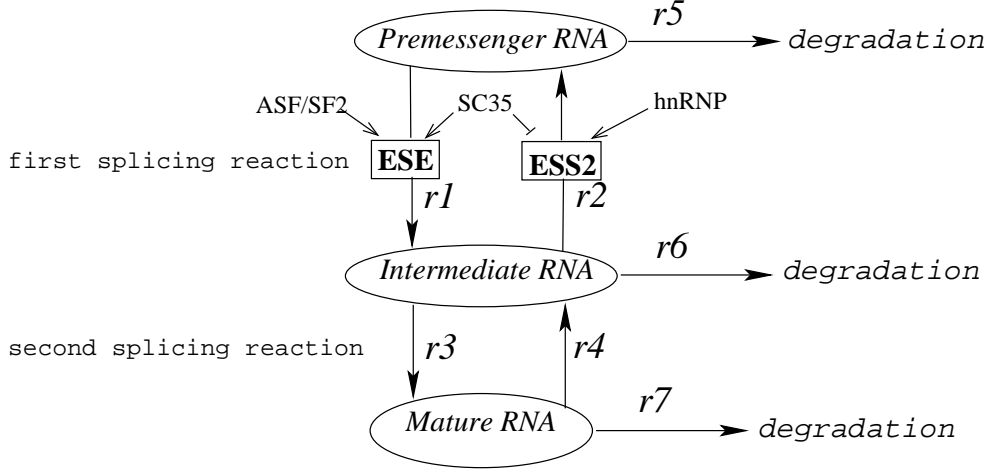 r5
Premessenger RNA
degradation
ASF/SF2
SC35
hnRNP
first splicing reaction
ESE
ESS2
r1
r2
r6
Intermediate RNA
degradation
second splicing reaction
r3
r4
r7
Mature RNA
degradation